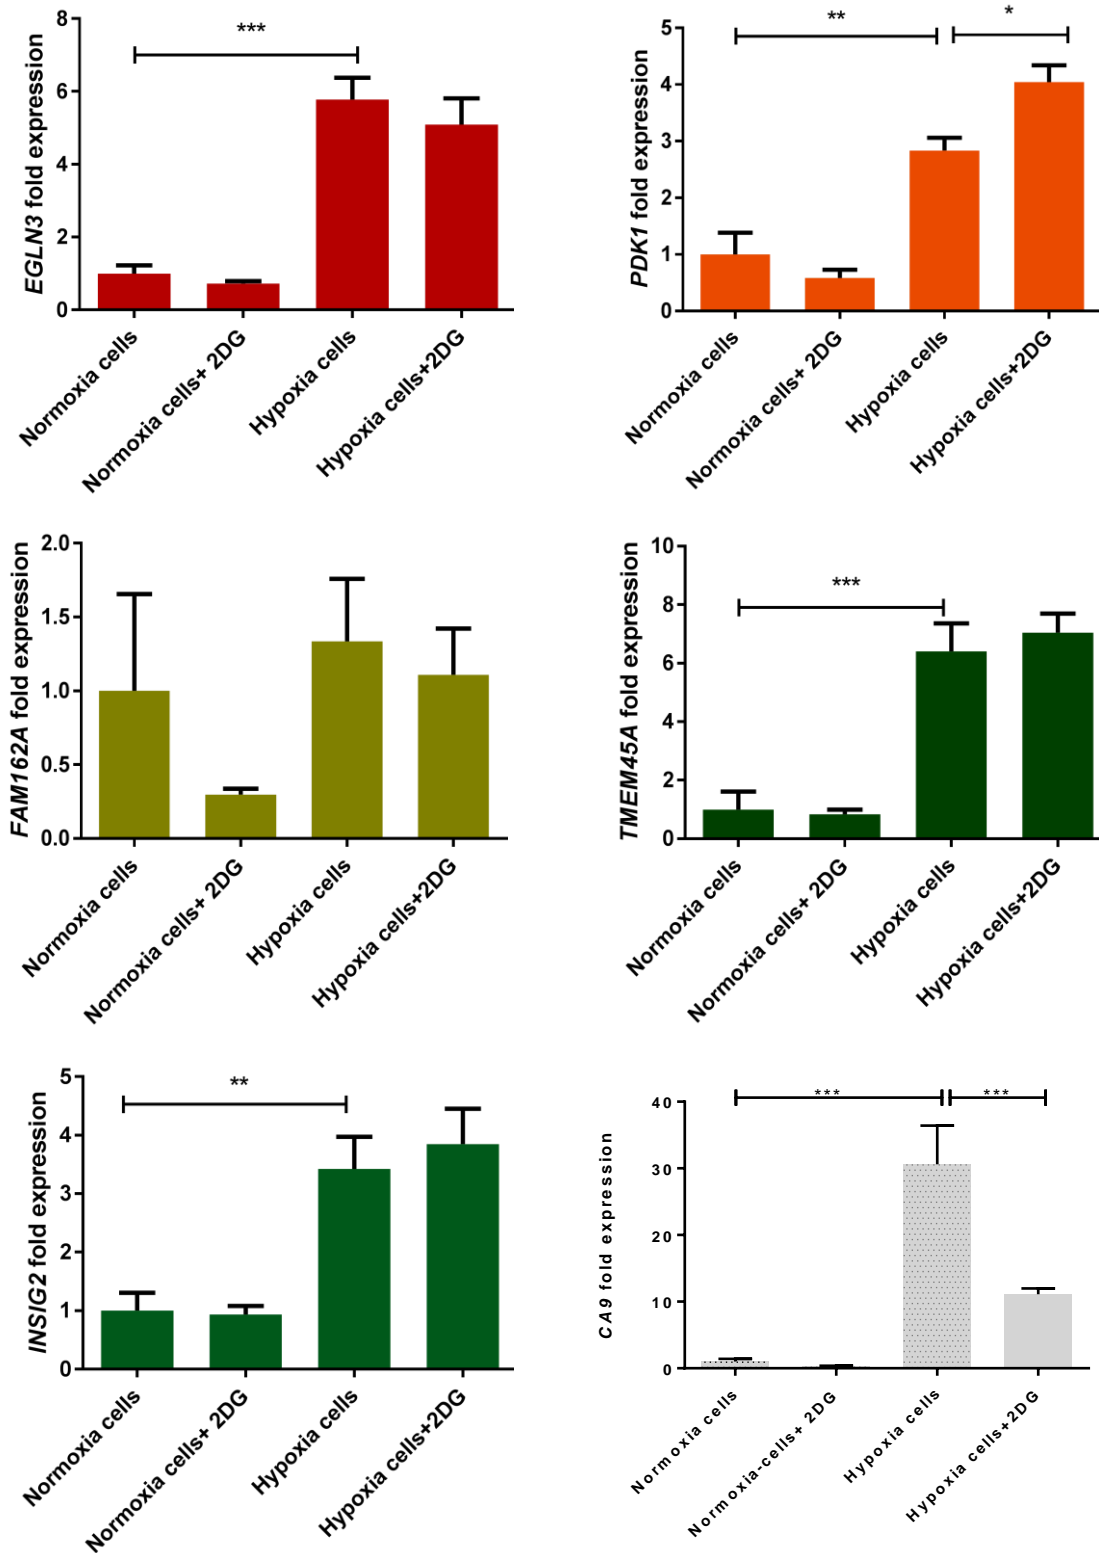 ***
EGLN3 fold expression
8
6
4
2
0
Normoxia cells
Normoxia cells+ 2DG
Hypoxia cells
Hypoxia cells+2DG
**
*
PDK1 fold expression
5
4
3
2
1
0
Normoxia cells
Normoxia cells+ 2DG
Hypoxia cells
Hypoxia cells+2DG
FAM162A fold expression
2.0
1.5
1.0
0.5
0.0
Normoxia cells
Normoxia cells+ 2DG
Hypoxia cells
Hypoxia cells+2DG
***
TMEM45A fold expression
10
8
6
4
2
0
Normoxia cells
Normoxia cells+ 2DG
Hypoxia cells
Hypoxia cells+2DG
**
INSIG2 fold expression
5
4
3
2
1
0
Normoxia cells
Normoxia cells+ 2DG
Hypoxia cells
Hypoxia cells+2DG
***
***
CA9 fold expression
40
30
20
10
0
Normoxia cells
Normoxia-cells+ 2DG
Hypoxia cells
Hypoxia cells+2DG